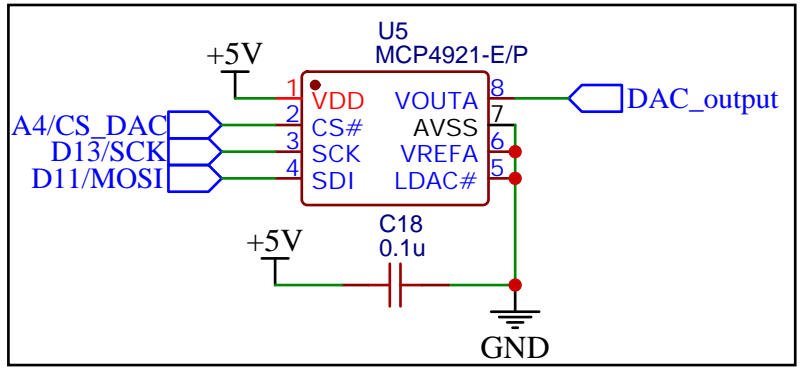 U5
MCP4921-E/P
+5V
1 VDD
2 CS#
3 SCK
4 SDI
VOUTA 8
AVSS 7
VREFA 6
LDAC# 5
A4/CS_DAC
D13/SCK
D11/MOSI
DAC_output
C18
0.1u
+5V
GND